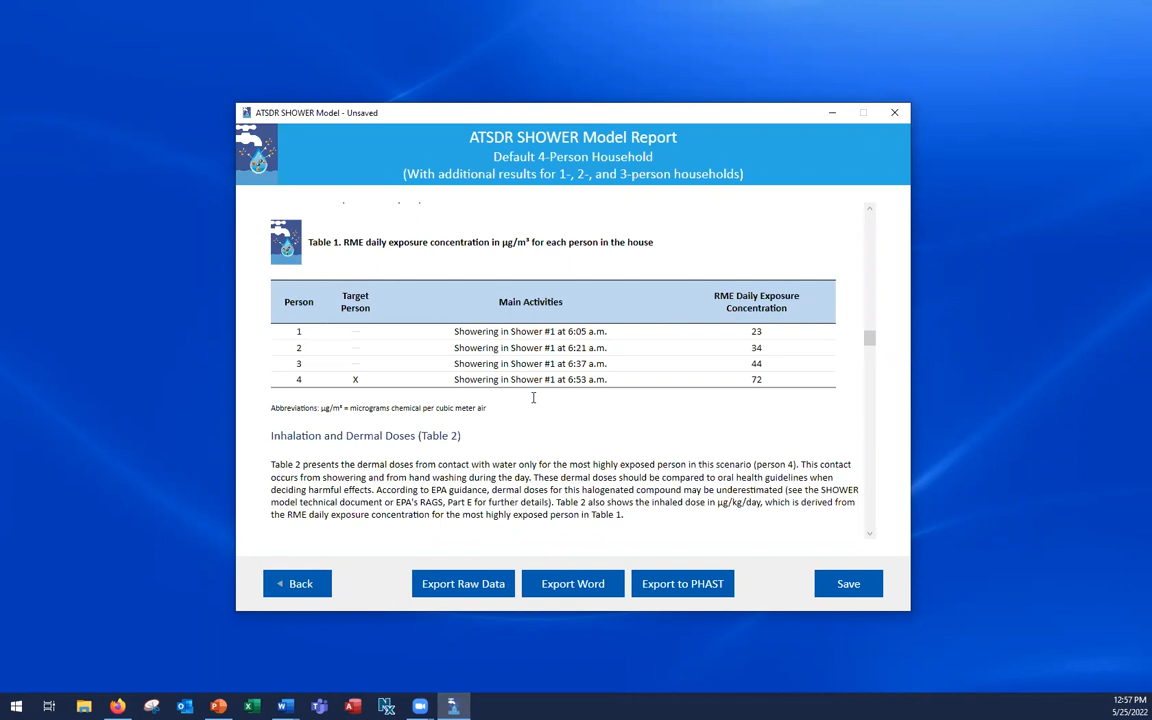 ATSDR SHOWER Model - Unsaved
ATSDR SHOWER Model Report
Default 4-Person Household
(With additional results for 1-, 2-, and 3-person households)
Table 1. RME daily exposure concentration in µg/m³ for each person in the house
Person Target Person Main Activities RME Daily Exposure Concentration
1 — Showering in Shower #1 at 6:05 a.m. 23
2 — Showering in Shower #1 at 6:21 a.m. 34
3 — Showering in Shower #1 at 6:37 a.m. 44
4 X Showering in Shower #1 at 6:53 a.m. 72
Abbreviations: µg/m³ = micrograms chemical per cubic meter air
Inhalation and Dermal Doses (Table 2)
Table 2 presents the dermal doses from contact with water only for the most highly exposed person in this scenario (person 4). This contact
occurs from showering and from hand washing during the day. These dermal doses should be compared to oral health guidelines when
deciding harmful effects. According to EPA guidance, dermal doses for this halogenated compound may be underestimated (see the SHOWER
model technical document or EPA's RAGS, Part E for further details). Table 2 also shows the inhaled dose in µg/kg/day, which is derived from
the RME daily exposure concentration for the most highly exposed person in Table 1.
Back Export Raw Data Export Word Export to PHAST Save
12:57 PM
5/25/2022